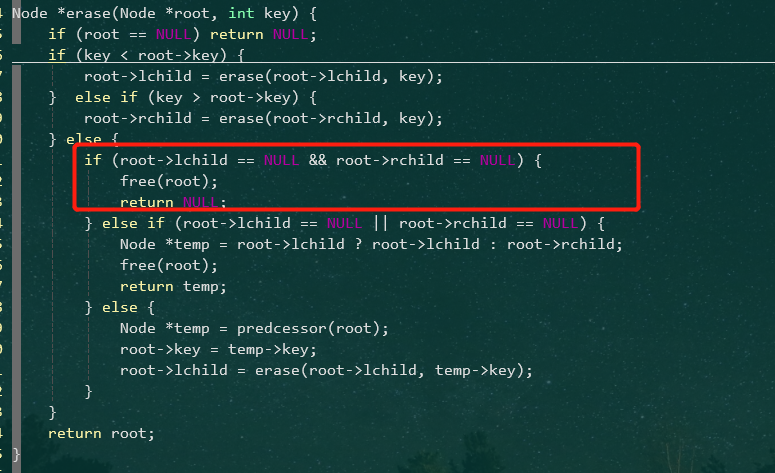 Node *erase(Node *root, int key) {
    if (root == NULL) return NULL;
    if (key < root->key) {
        root->lchild = erase(root->lchild, key);
    }  else if (key > root->key) {
        root->rchild = erase(root->rchild, key);
    } else {
        if (root->lchild == NULL && root->rchild == NULL) {
            free(root);
            return NULL;
        } else if (root->lchild == NULL || root->rchild == NULL) {
            Node *temp = root->lchild ? root->lchild : root->rchild;
            free(root);
            return temp;
        } else {
            Node *temp = predcessor(root);
            root->key = temp->key;
            root->lchild = erase(root->lchild, temp->key);
        }
    }
    return root;
}